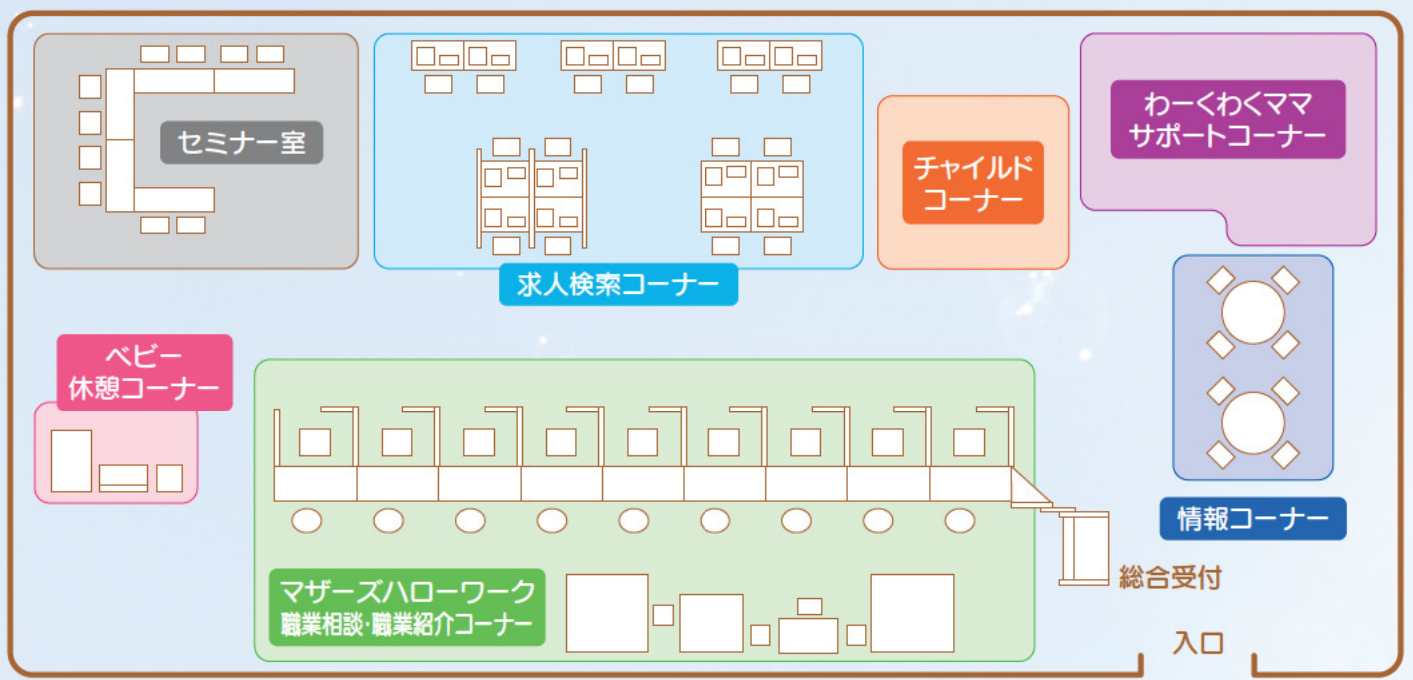 セミナー室
求人検索コーナー
チャイルド
コーナー
わーくわくママ
サポートコーナー
ベビー
休憩コーナー
情報コーナー
マザーズハローワーク
職業相談・職業紹介コーナー
総合受付
入口